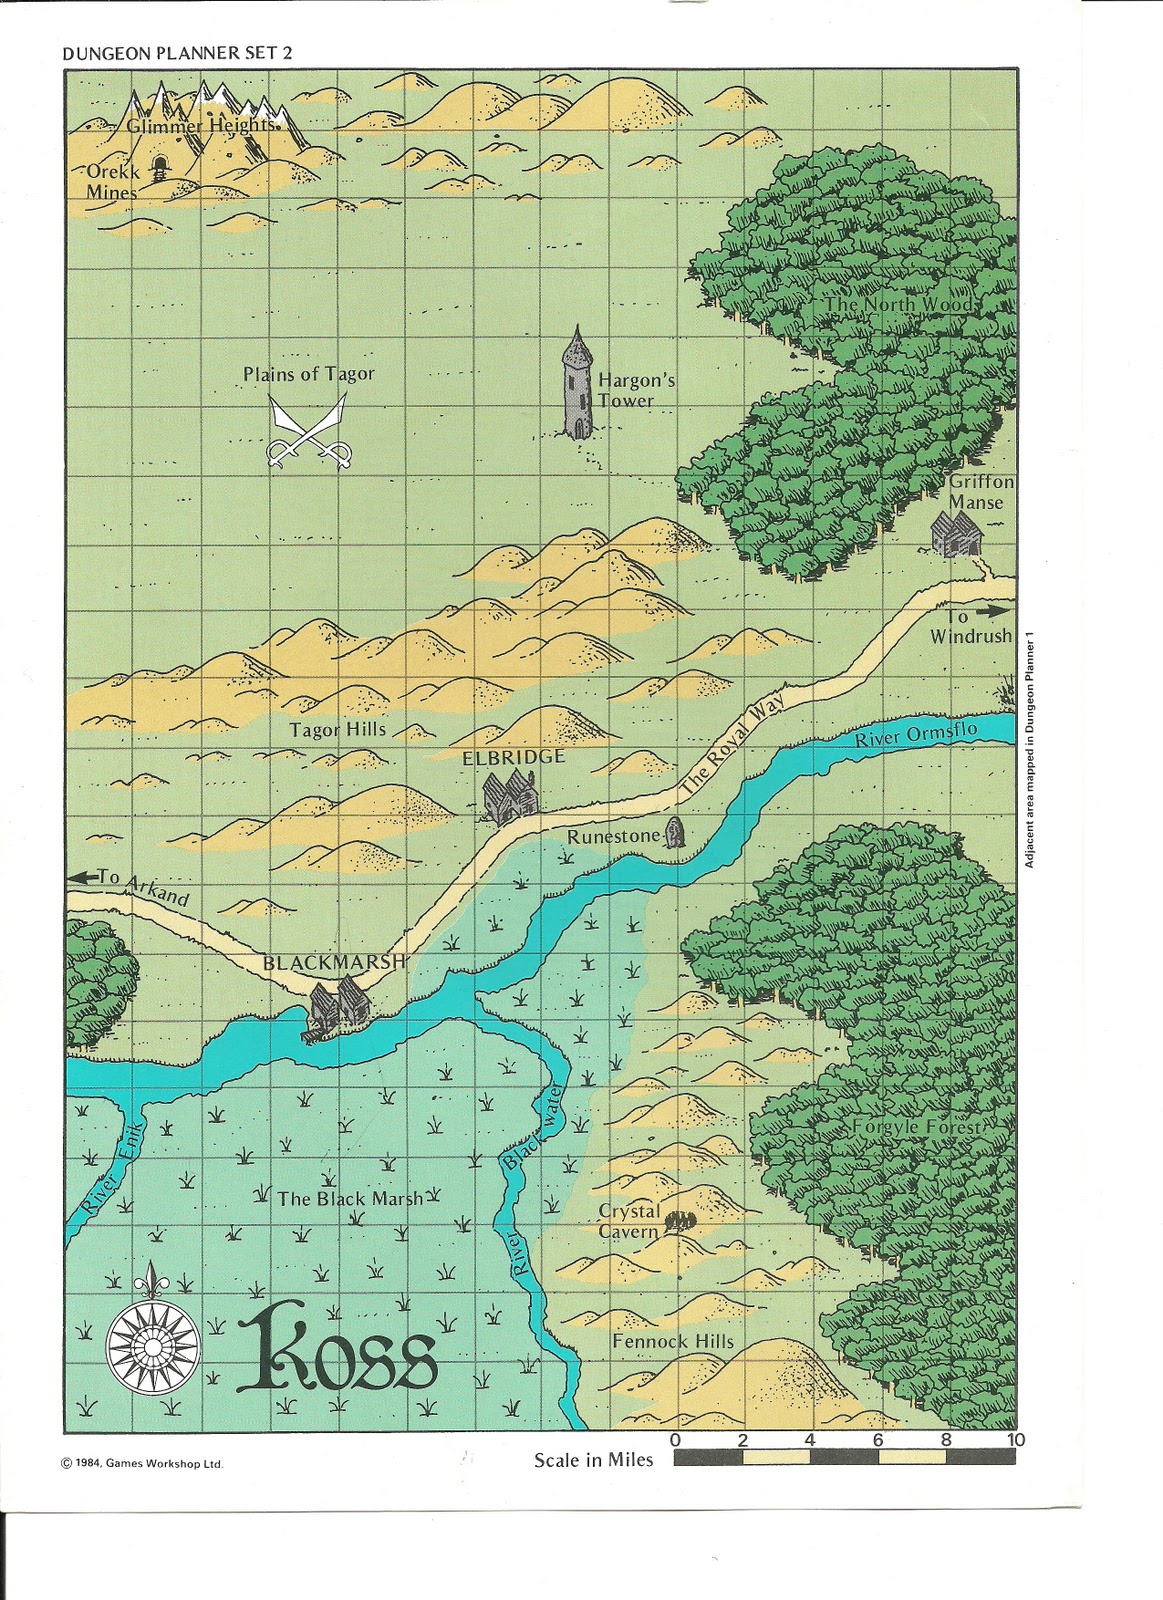 DUNGEON PLANNER SET 2
Glimmer Heights
Orekk
Mines
The North Wood
Plains of Tagor
Hargon's
Tower
Griffon
Manse
To
Windrush
Adjacent area mapped in Dungeon Planner 1
The Royal Way
River Ormsflo
Tagor Hills
ELBRIDGE
Runestone
To Arkand
BLACKMARSH
River Enik
Black water
River
Forgyle Forest
The Black Marsh
Crystal
Cavern
Koss
Fennock Hills
0 2 4 6 8 10
Scale in Miles
© 1984, Games Workshop Ltd.